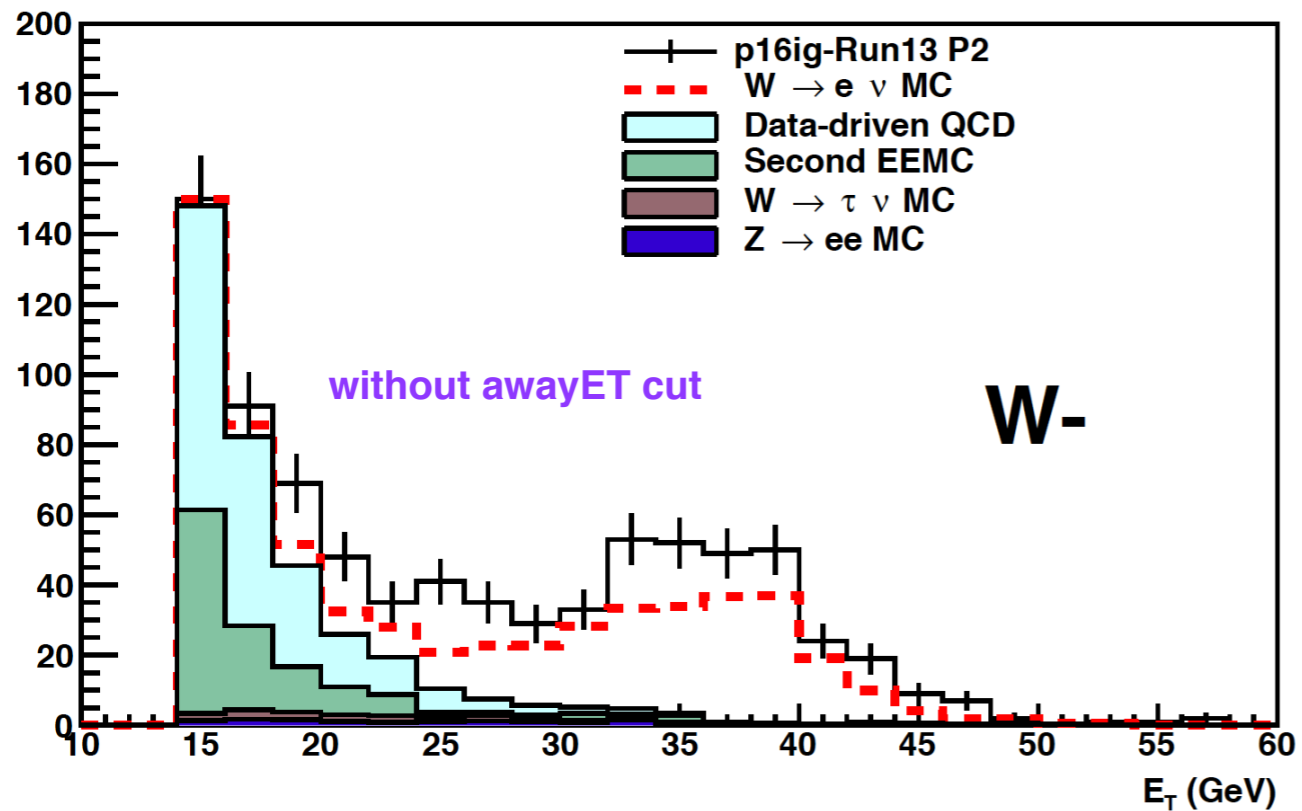 200
180
160
140
120
100
80
60
40
20
0
p16ig-Run13 P2
W → e ν MC
Data-driven QCD
Second EEMC
W → τ ν MC
Z → ee MC
without awayET cut
W-
10 15 20 25 30 35 40 45 50 55 60
E_T (GeV)